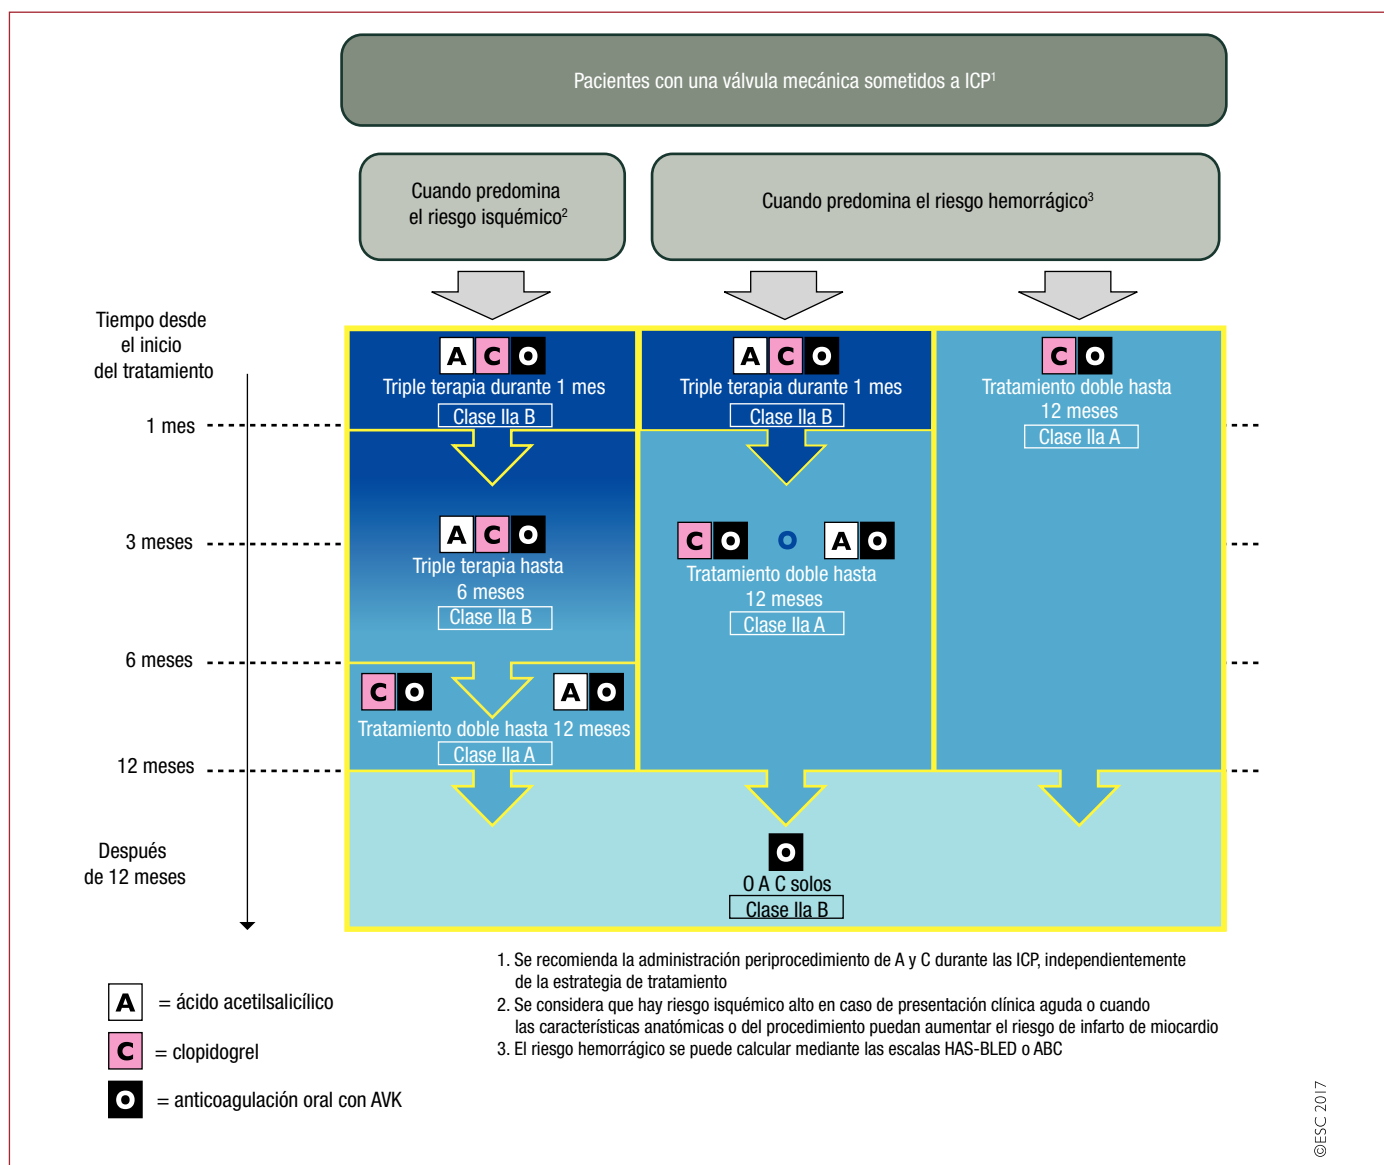 Pacientes con una válvula mecánica sometidos a ICP1
Cuando predomina
el riesgo isquémico2
Cuando predomina el riesgo hemorrágico3
Tiempo desde
el inicio
del tratamiento
A C O
Triple terapia durante 1 mes
Clase IIa B
A C O
Triple terapia durante 1 mes
Clase IIa B
C O
Tratamiento doble hasta
12 meses
Clase IIa A
1 mes
A C O
Triple terapia hasta
6 meses
Clase IIa B
3 meses
C O o A O
Tratamiento doble hasta
12 meses
Clase IIa A
6 meses
C O A O
Tratamiento doble hasta 12 meses
Clase IIa A
12 meses
Después
de 12 meses
O
O A C solos
Clase IIa B
A = ácido acetilsalicílico
C = clopidogrel
O = anticoagulación oral con AVK
1. Se recomienda la administración periprocedimiento de A y C durante las ICP, independientemente
de la estrategia de tratamiento
2. Se considera que hay riesgo isquémico alto en caso de presentación clínica aguda o cuando
las características anatómicas o del procedimiento puedan aumentar el riesgo de infarto de miocardio
3. El riesgo hemorrágico se puede calcular mediante las escalas HAS-BLED o ABC
©ESC 2017